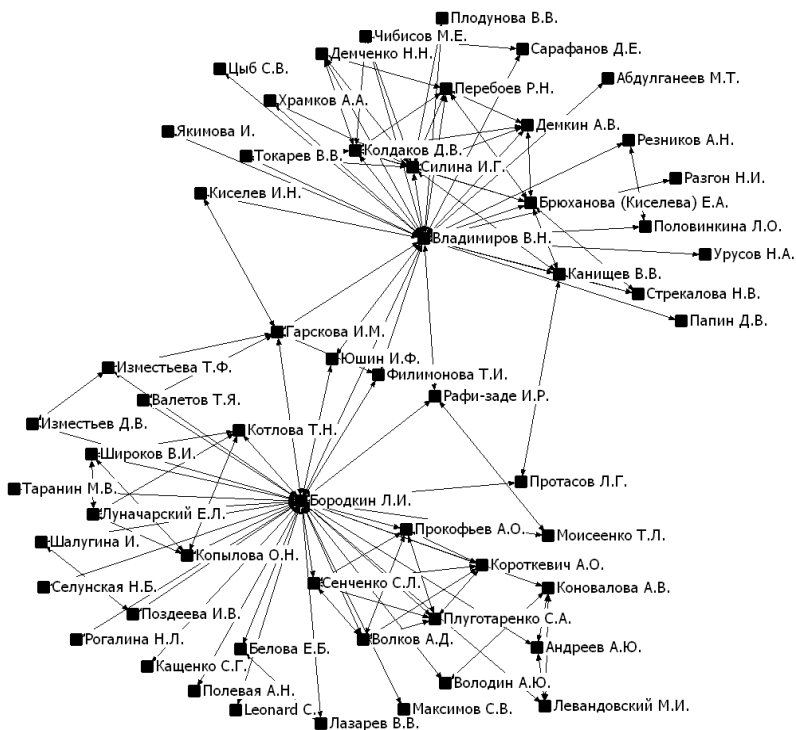 Плодунова В.В.
Чибисов М.Е.
Сарафанов Д.Е.
Демченко Н.Н.
Цыб С.В.
Абдулганеев М.Т.
Перебоев Р.Н.
Храмков А.А.
Демкин А.В.
Якимова И.
Резников А.Н.
Колдаков Д.В.
Токарев В.В.
Силина И.Г.
Разгон Н.И.
Киселев И.Н.
Брюханова (Киселева) Е.А.
Половинкина Л.О.
Владимиров В.Н.
Урусов Н.А.
Канищев В.В.
Стрекалова Н.В.
Папин Д.В.
Гарскова И.М.
Юшин И.Ф.
Изместьева Т.Ф.
Филимонова Т.И.
Рафи-заде И.Р.
Валетов Т.Я.
Изместьев Д.В.
Котлова Т.Н.
Широков В.И.
Протасов Л.Г.
Таранин М.В.
Бородкин Л.И.
Луначарский Е.Л.
Прокофьев А.О.
Моисеенко Т.Л.
Шалугина И.
Копылова О.Н.
Короткевич А.О.
Сенченко С.Л.
Селунская Н.Б.
Коновалова А.В.
Поздеева И.В.
Плуготаренко С.А.
Рогалина Н.Л.
Волков А.Д.
Белова Е.Б.
Андреев А.Ю.
Кащенко С.Г.
Володин А.Ю.
Полевая А.Н.
Левандовский М.И.
Leonard C.
Максимов С.В.
Лазарев В.В.